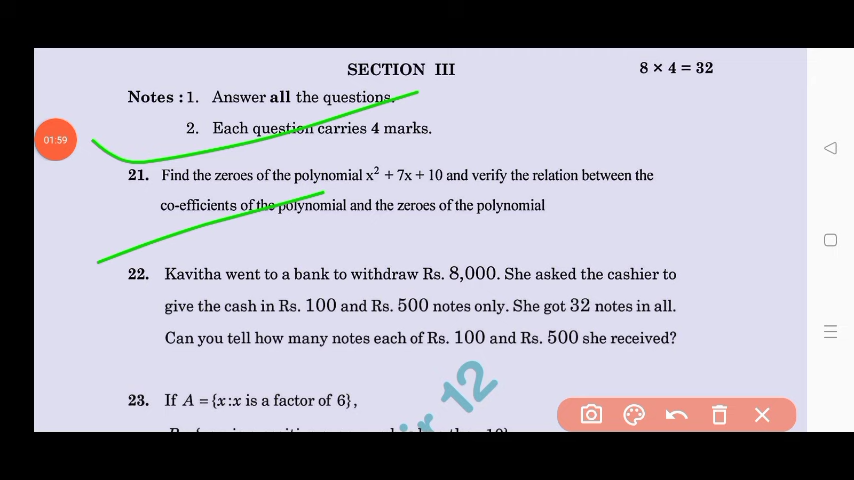 SECTION III 8 × 4 = 32
Notes : 1. Answer all the questions.
2. Each question carries 4 marks.
01:59
21. Find the zeroes of the polynomial x² + 7x + 10 and verify the relation between the
co-efficients of the polynomial and the zeroes of the polynomial
22. Kavitha went to a bank to withdraw Rs. 8,000. She asked the cashier to
give the cash in Rs. 100 and Rs. 500 notes only. She got 32 notes in all.
Can you tell how many notes each of Rs. 100 and Rs. 500 she received?
23. If A = {x:x is a factor of 6},
12